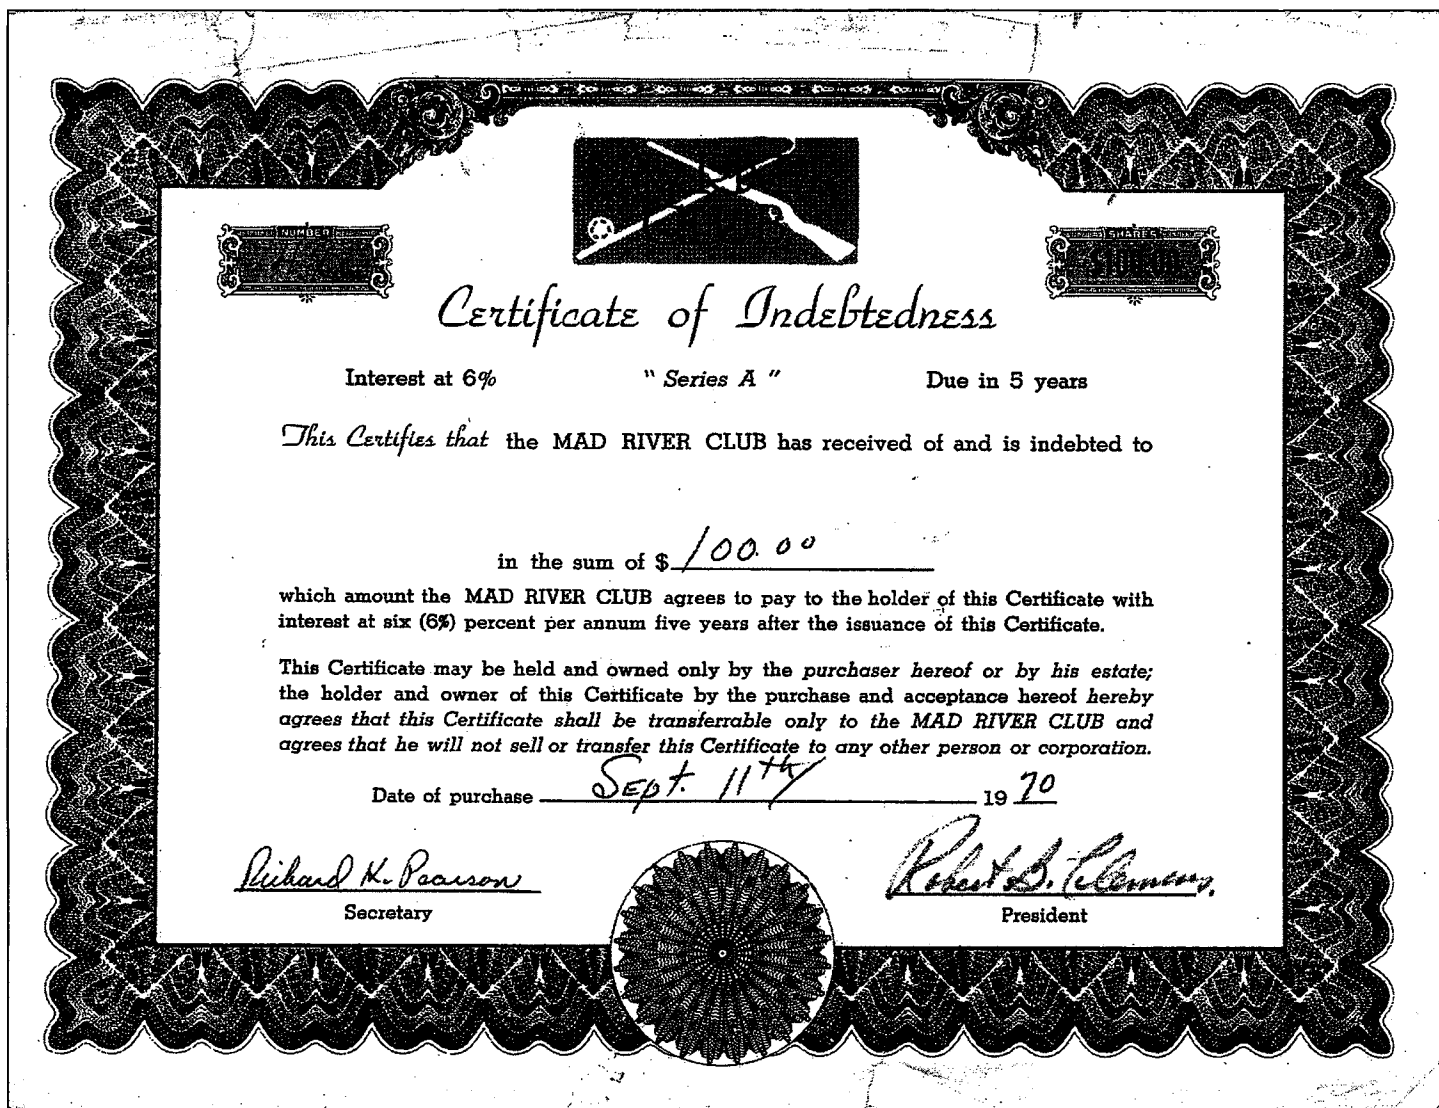 NUMBER
SHARES
$100.00
Certificate of Indebtedness
Interest at 6% " Series A " Due in 5 years
This Certifies that the MAD RIVER CLUB has received of and is indebted to
in the sum of $ 100.00
which amount the MAD RIVER CLUB agrees to pay to the holder of this Certificate with
interest at six (6%) percent per annum five years after the issuance of this Certificate.
This Certificate may be held and owned only by the purchaser hereof or by his estate;
the holder and owner of this Certificate by the purchase and acceptance hereof hereby
agrees that this Certificate shall be transferrable only to the MAD RIVER CLUB and
agrees that he will not sell or transfer this Certificate to any other person or corporation.
Date of purchase Sept. 11th 19 70
Richard K. Pearson
Secretary
Robert B. Clemens.
President